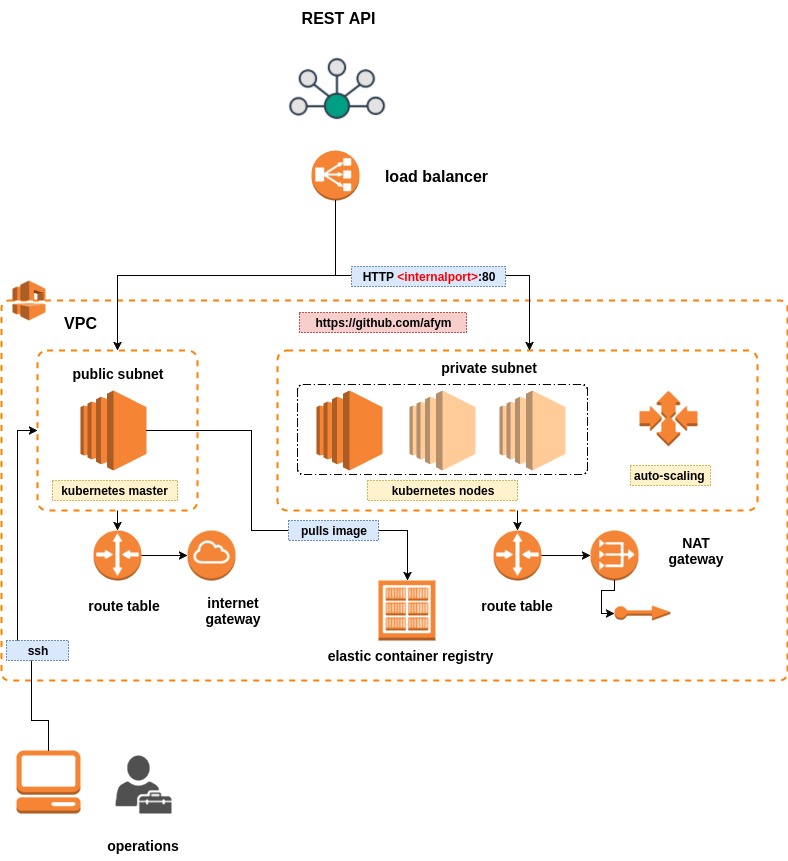 REST API
load balancer
HTTP <internalport>:80
VPC
https://github.com/afym
public subnet
private subnet
kubernetes master
kubernetes nodes
auto-scaling
pulls image
route table
internet
gateway
route table
NAT
gateway
elastic container registry
ssh
operations